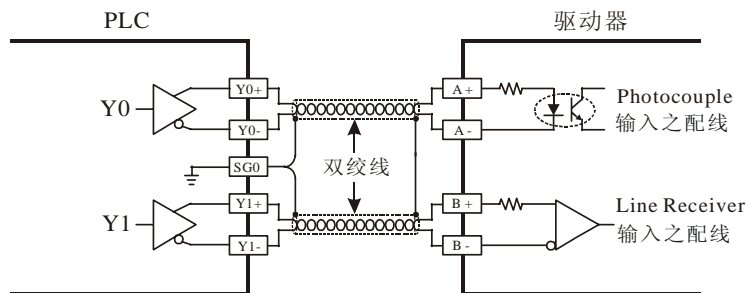 PLC
驱动器
Y0
Y0+
Y0-
SG0
Y1
Y1+
Y1-
双绞线
A+
A-
B+
B-
Photocouple
输入之配线
Line Receiver
输入之配线